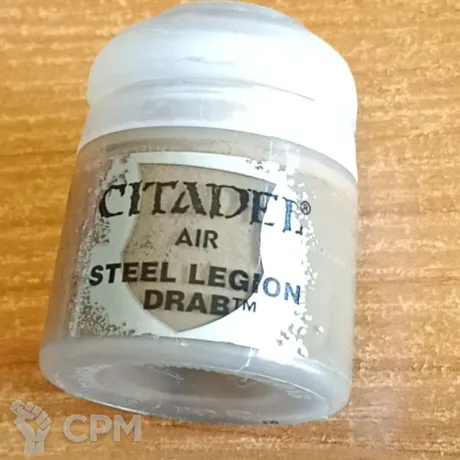 CITADEL®
AIR
STEEL LEGION
DRAB™
CPM